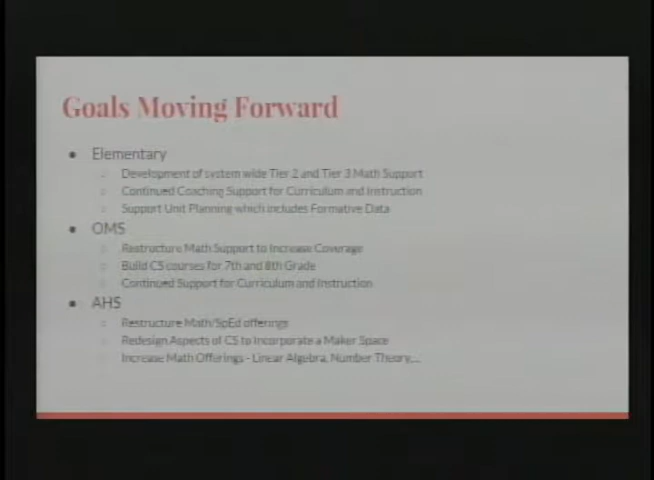 Goals Moving Forward
Elementary
Development of system wide Tier 2 and Tier 3 Math Support
Continued Coaching Support for Curriculum and Instruction
Support Unit Planning which includes Formative Data
OMS
Restructure Math Support to Increase Coverage
Build CS courses for 7th and 8th Grade
Continued Support for Curriculum and Instruction
AHS
Restructure Math/SpEd offerings
Redesign Aspects of CS to Incorporate a Maker Space
Increase Math Offerings - Linear Algebra, Number Theory,...